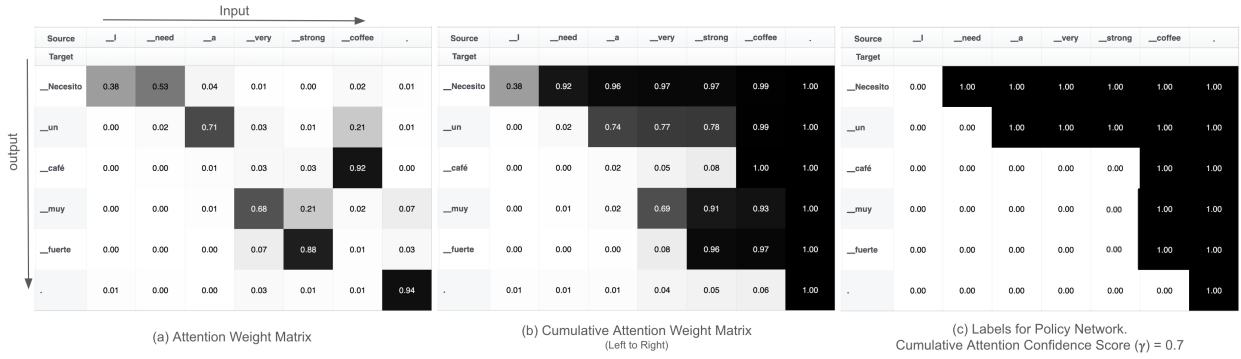 Input
output
Source __I __need __a __very __strong __coffee .
Target
__Necesito 0.38 0.53 0.04 0.01 0.00 0.02 0.01
__un 0.00 0.02 0.71 0.03 0.01 0.21 0.01
__café 0.00 0.00 0.01 0.03 0.03 0.92 0.00
__muy 0.00 0.00 0.01 0.68 0.21 0.02 0.07
__fuerte 0.00 0.00 0.00 0.07 0.88 0.01 0.03
. 0.01 0.00 0.00 0.03 0.01 0.01 0.94
(a) Attention Weight Matrix
Source __I __need __a __very __strong __coffee .
Target
__Necesito 0.38 0.92 0.96 0.97 0.97 0.99 1.00
__un 0.00 0.02 0.74 0.77 0.78 0.99 1.00
__café 0.00 0.00 0.02 0.05 0.08 1.00 1.00
__muy 0.00 0.01 0.02 0.69 0.91 0.93 1.00
__fuerte 0.00 0.00 0.00 0.08 0.96 0.97 1.00
. 0.01 0.01 0.01 0.04 0.05 0.06 1.00
(b) Cumulative Attention Weight Matrix
(Left to Right)
Source __I __need __a __very __strong __coffee .
Target
__Necesito 0.00 1.00 1.00 1.00 1.00 1.00 1.00
__un 0.00 0.00 1.00 1.00 1.00 1.00 1.00
__café 0.00 0.00 0.00 0.00 0.00 1.00 1.00
__muy 0.00 0.00 0.00 0.00 0.00 1.00 1.00
__fuerte 0.00 0.00 0.00 0.00 0.00 1.00 1.00
. 0.00 0.00 0.00 0.00 0.00 0.00 1.00
(c) Labels for Policy Network.
Cumulative Attention Confidence Score (γ) = 0.7